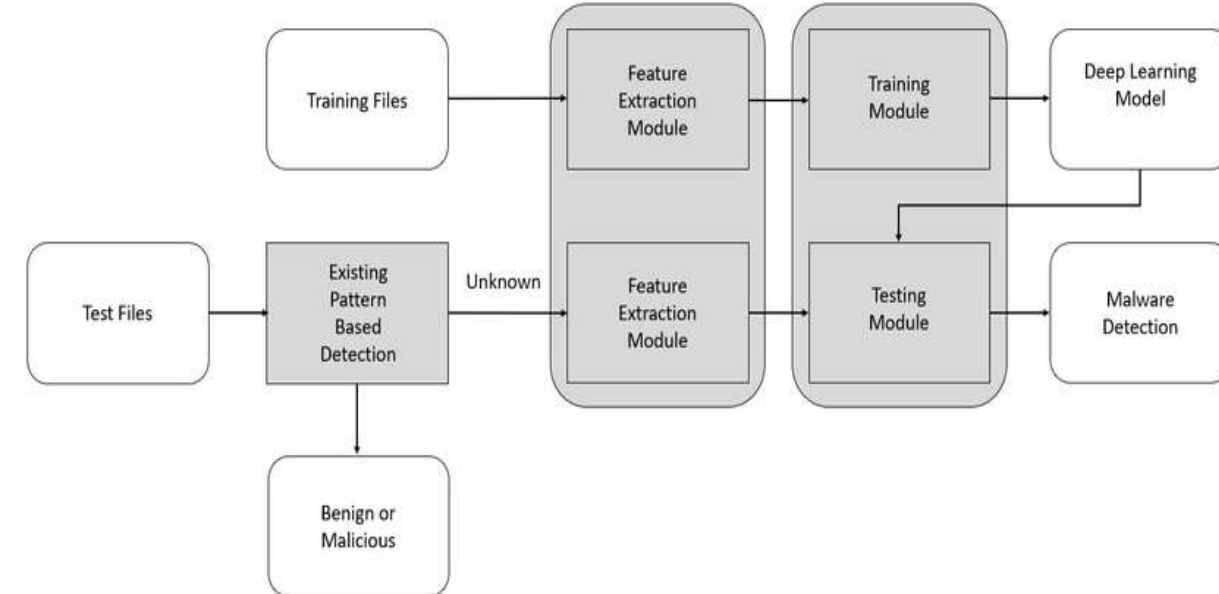 Training Files
Feature
Extraction
Module
Training
Module
Deep Learning
Model
Test Files
Existing
Pattern
Based
Detection
Unknown
Feature
Extraction
Module
Testing
Module
Malware
Detection
Benign or
Malicious